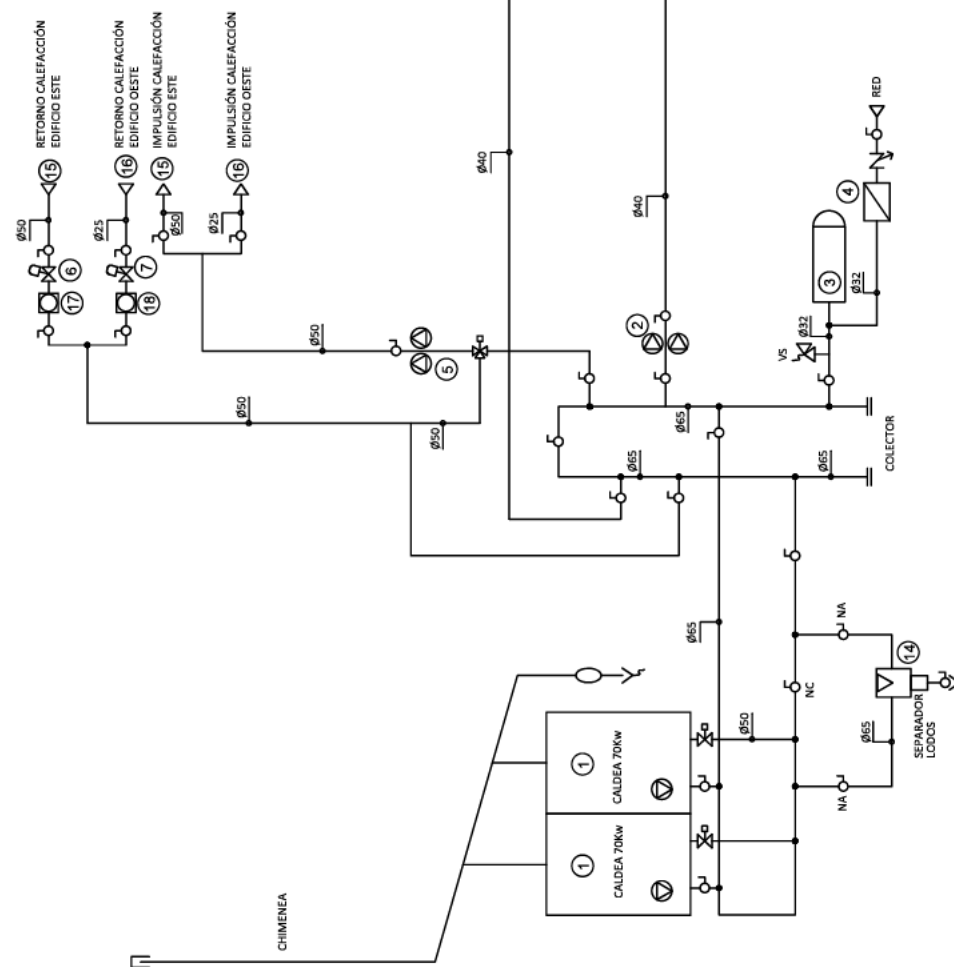 RETORNO CALEFACCIÓN
EDIFICIO ESTE
RETORNO CALEFACCIÓN
EDIFICIO OESTE
IMPULSIÓN CALEFACCIÓN
EDIFICIO ESTE
IMPULSIÓN CALEFACCIÓN
EDIFICIO OESTE
15
16
15
16
Ø50
Ø25
Ø50
Ø25
6
7
17
18
Ø40
Ø40
RED
4
3
Ø32
Ø32
VS
2
Ø50
5
Ø50
Ø50
Ø65
Ø65
Ø65
COLECTOR
Ø65
NA
NC
14
SEPARADOR
LODOS
Ø65
NA
Ø50
1
CALDEA 70Kw
1
CALDEA 70Kw
CHIMENEA